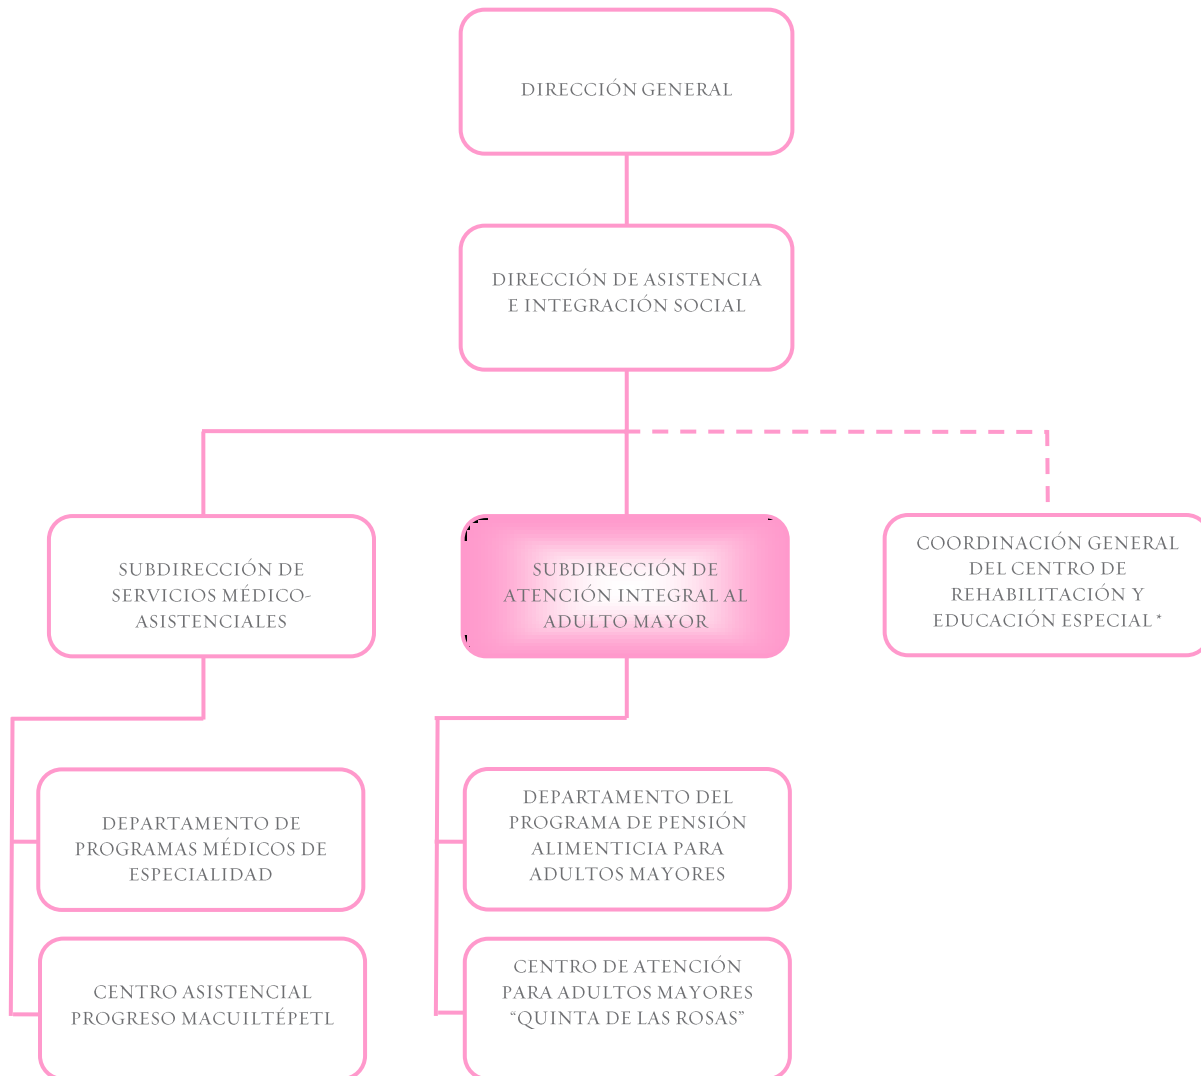 DIRECCIÓN GENERAL
DIRECCIÓN DE ASISTENCIA
E INTEGRACIÓN SOCIAL
SUBDIRECCIÓN DE
SERVICIOS MÉDICO-
ASISTENCIALES
SUBDIRECCIÓN DE
ATENCIÓN INTEGRAL AL
ADULTO MAYOR
COORDINACIÓN GENERAL
DEL CENTRO DE
REHABILITACIÓN Y
EDUCACIÓN ESPECIAL *
DEPARTAMENTO DE
PROGRAMAS MÉDICOS DE
ESPECIALIDAD
DEPARTAMENTO DEL
PROGRAMA DE PENSIÓN
ALIMENTICIA PARA
ADULTOS MAYORES
CENTRO ASISTENCIAL
PROGRESO MACUILTÉPETL
CENTRO DE ATENCIÓN
PARA ADULTOS MAYORES
“QUINTA DE LAS ROSAS”